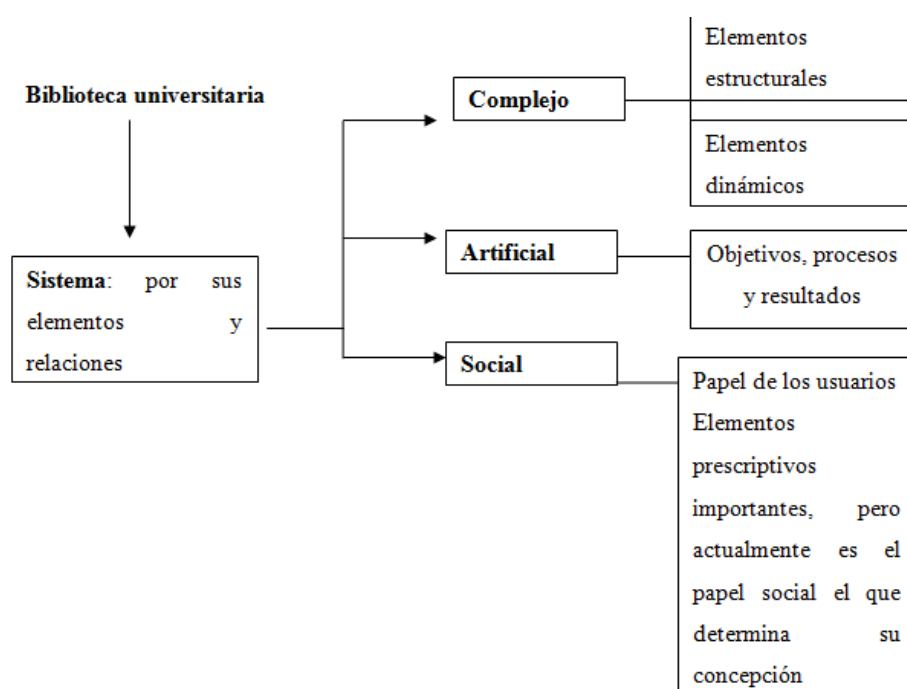 Biblioteca universitaria
Sistema: por sus
elementos y
relaciones
Complejo
Elementos
estructurales
Elementos
dinámicos
Artificial
Objetivos, procesos
y resultados
Social
Papel de los usuarios
Elementos
prescriptivos
importantes, pero
actualmente es el
papel social el que
determina su
concepción